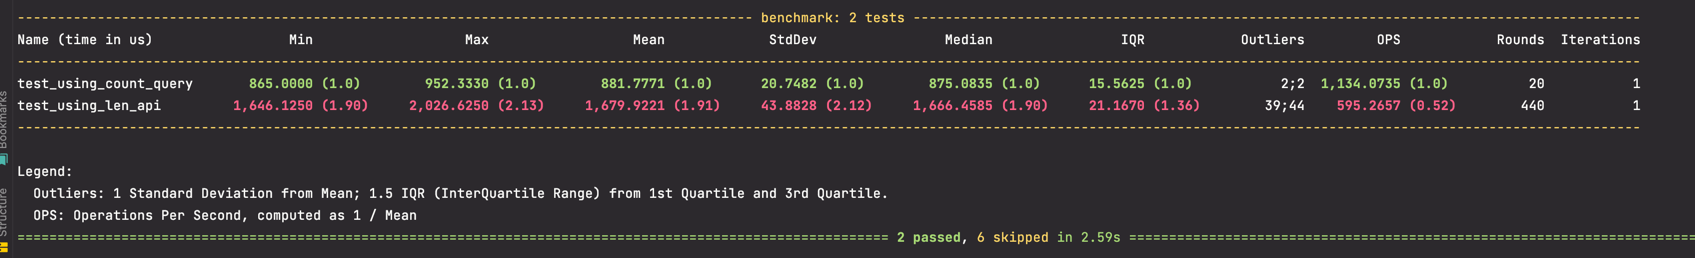 benchmark: 2 tests
Name (time in us) Min Max Mean StdDev Median IQR Outliers OPS Rounds Iterations
test_using_count_query 865.0000 (1.0) 952.3330 (1.0) 881.7771 (1.0) 20.7482 (1.0) 875.0835 (1.0) 15.5625 (1.0) 2;2 1,134.0735 (1.0) 20 1
test_using_len_api 1,646.1250 (1.90) 2,026.6250 (2.13) 1,679.9221 (1.91) 43.8828 (2.12) 1,666.4585 (1.90) 21.1670 (1.36) 39;44 595.2657 (0.52) 440 1
Bookmarks
Legend:
Outliers: 1 Standard Deviation from Mean; 1.5 IQR (InterQuartile Range) from 1st Quartile and 3rd Quartile.
OPS: Operations Per Second, computed as 1 / Mean
Structure
2 passed, 6 skipped in 2.59s